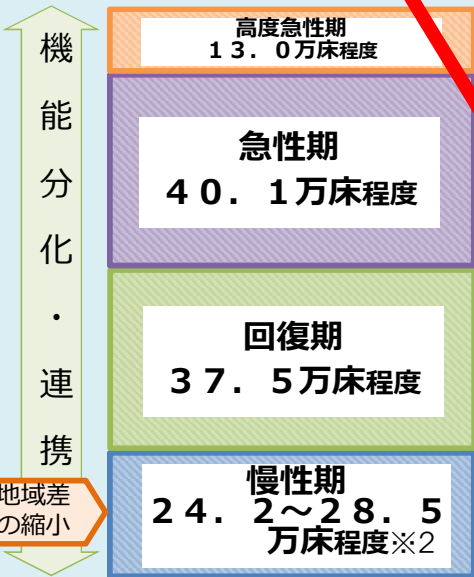 機能分化・連携
地域差
の縮小
高度急性期
１３．０万床程度
急性期
４０．１万床程度
回復期
３７．５万床程度
慢性期
２４．２～２８．５
万床程度※2